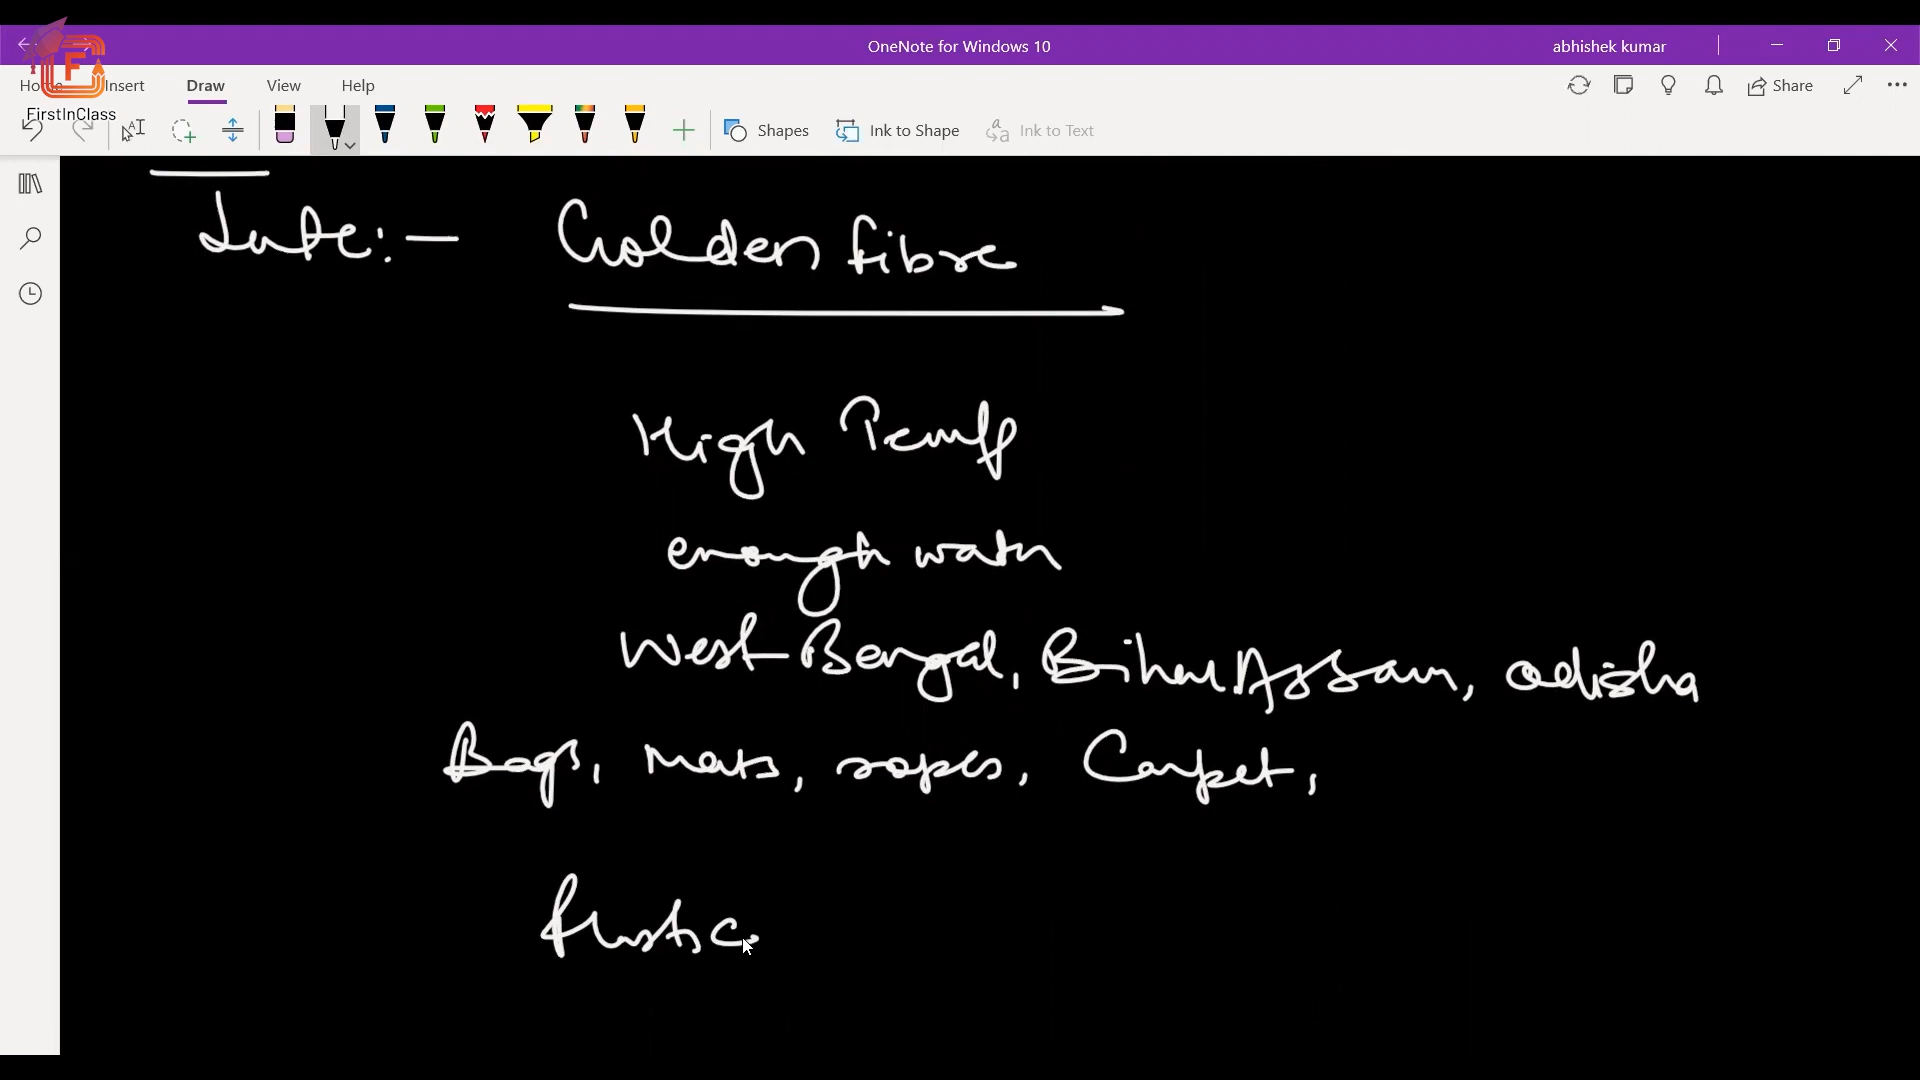 OneNote for Windows 10
abhishek kumar
Home Insert Draw View Help
Share
FirstInClass
Shapes Ink to Shape Ink to Text
Jute:— Golden fibre
High Temp
enough water
West Bengal, Bihar Assam, odisha
Bags, Mats, ropes, Carpet,
Plastic